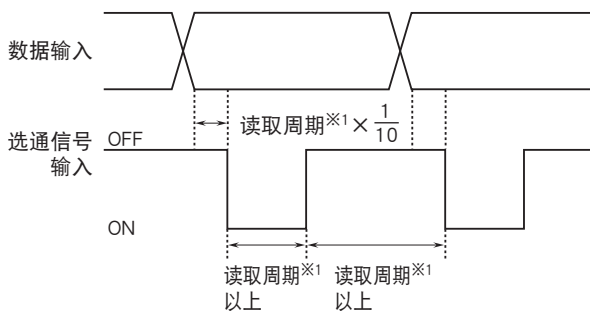 数据输入
读取周期※1 × 1/10
选通信号 OFF
输入
ON
读取周期※1 读取周期※1
以上 以上